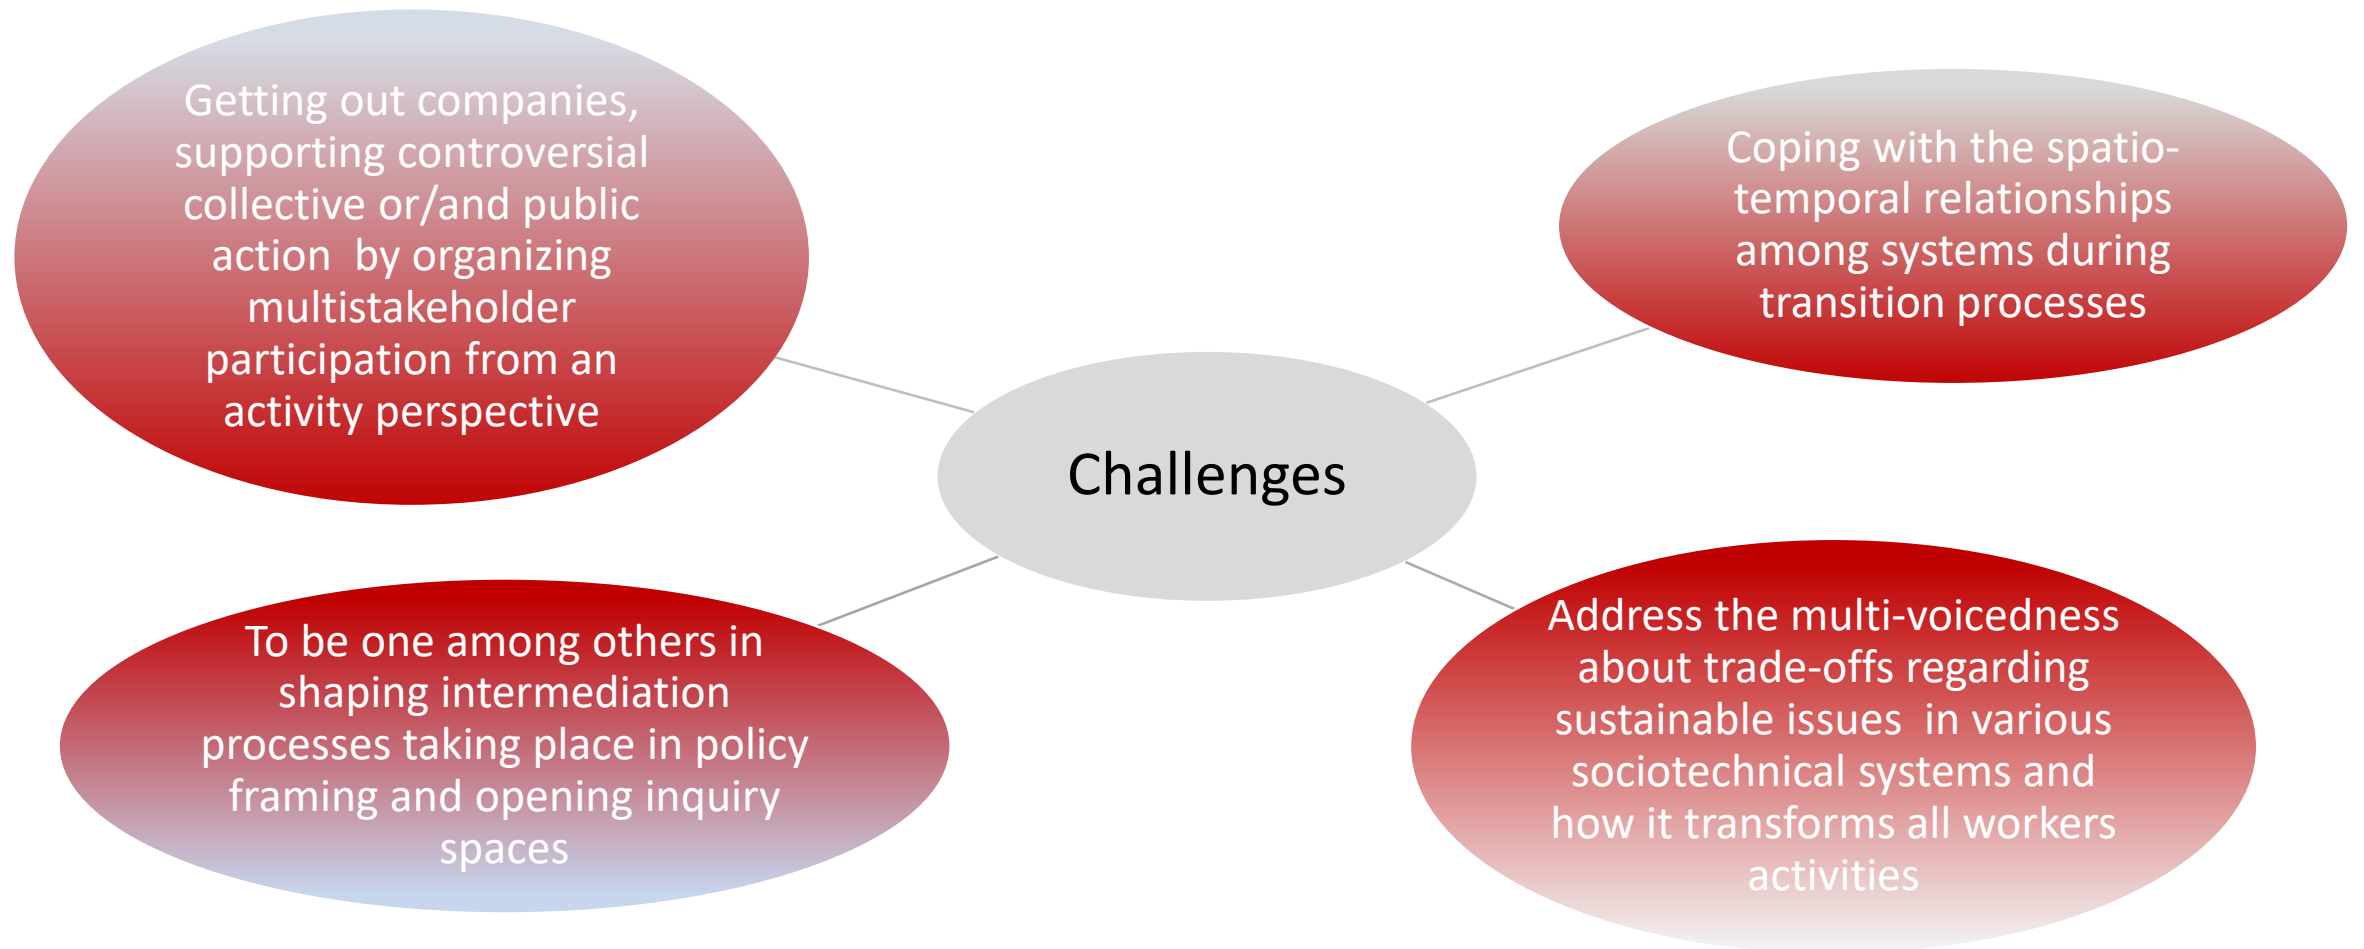 Getting out companies,
supporting controversial
collective or/and public
action  by organizing
multistakeholder
participation from an
activity perspective
Coping with the spatio-
temporal relationships
among systems during
transition processes
Challenges
To be one among others in
shaping intermediation
processes taking place in policy
framing and opening inquiry
spaces
Address the multi-voicedness
about trade-offs regarding
sustainable issues  in various
sociotechnical systems and
how it transforms all workers
activities